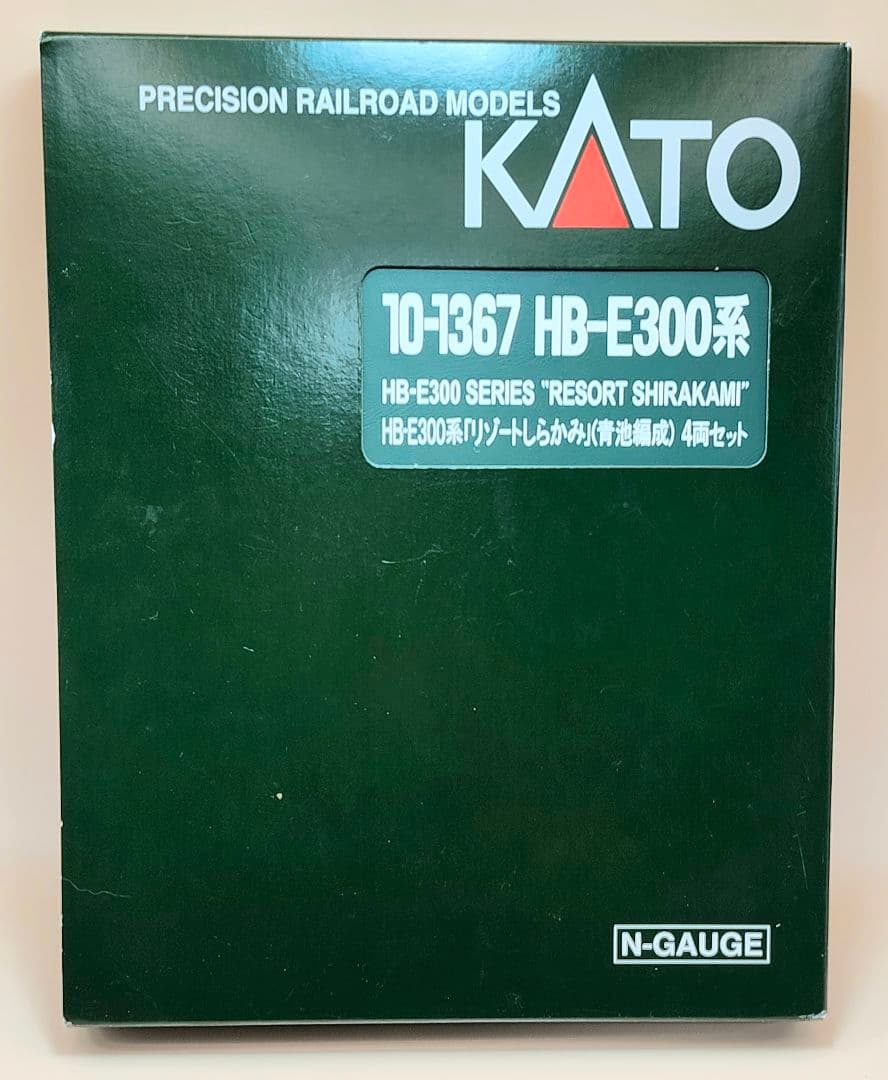 PRECISION RAILROAD MODELS
KATO
10-1367 HB-E300系
HB-E300 SERIES "RESORT SHIRAKAMI"
HB-E300系「リゾートしらかみ」(青池編成) 4両セット
N-GAUGE